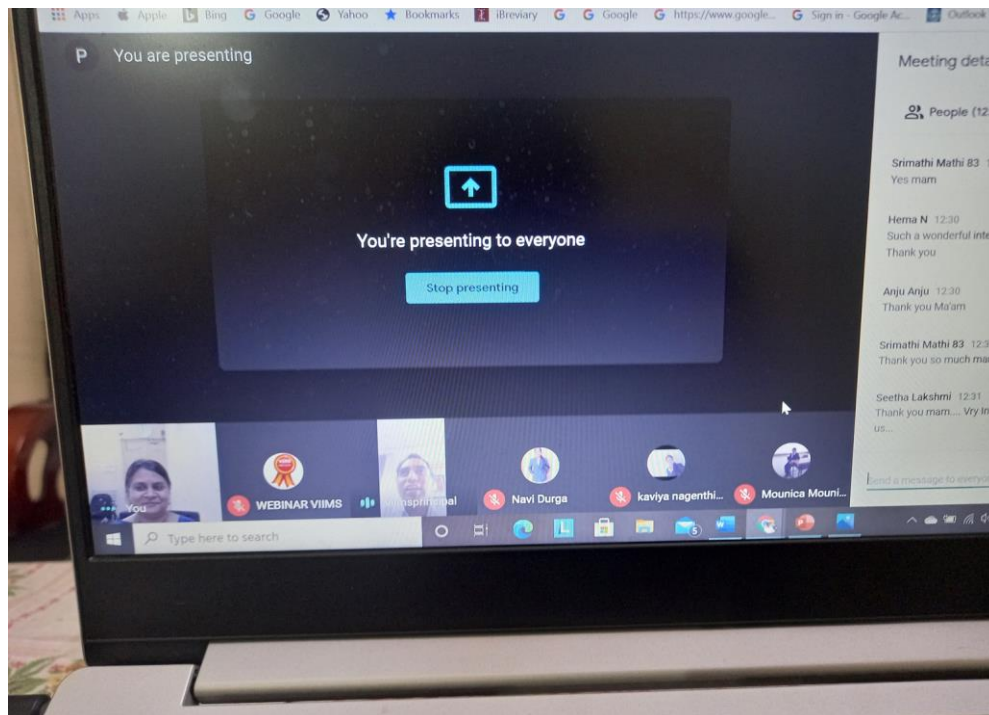 Apps Apple Bing Google Yahoo Bookmarks iBreviary Google https://www.google... Sign in - Google Ac... Outlook
P You are presenting
Meeting deta
People (12
You're presenting to everyone
Stop presenting
Srimathi Mathi 83
Yes mam
Hema N 12:30
Such a wonderful inte
Thank you
Anju Anju 12:30
Thank you Ma'am
Srimathi Mathi 83 12:3
Thank you so much ma
Seetha Lakshmi 12:31
Thank you mam.... Vry
us...
Send a message to everyo
You
WEBINAR VIIMS
principal
Navi Durga
kaviya nagenthi...
Mounica Mouni...
Type here to search
L
5